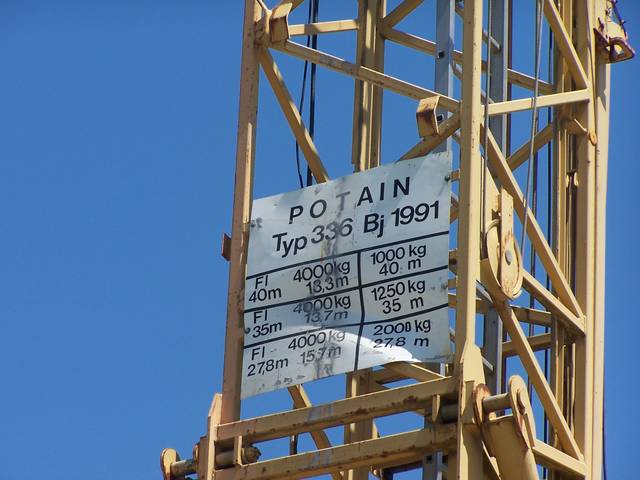 POTAIN
Typ 336 Bj 1991
Fl 4000kg 1000 kg
40m 13,3m 40 m
Fl 4000kg 1250 kg
35m 13,7m 35 m
Fl 4000kg 2000 kg
27,8m 15,7m 27,8 m